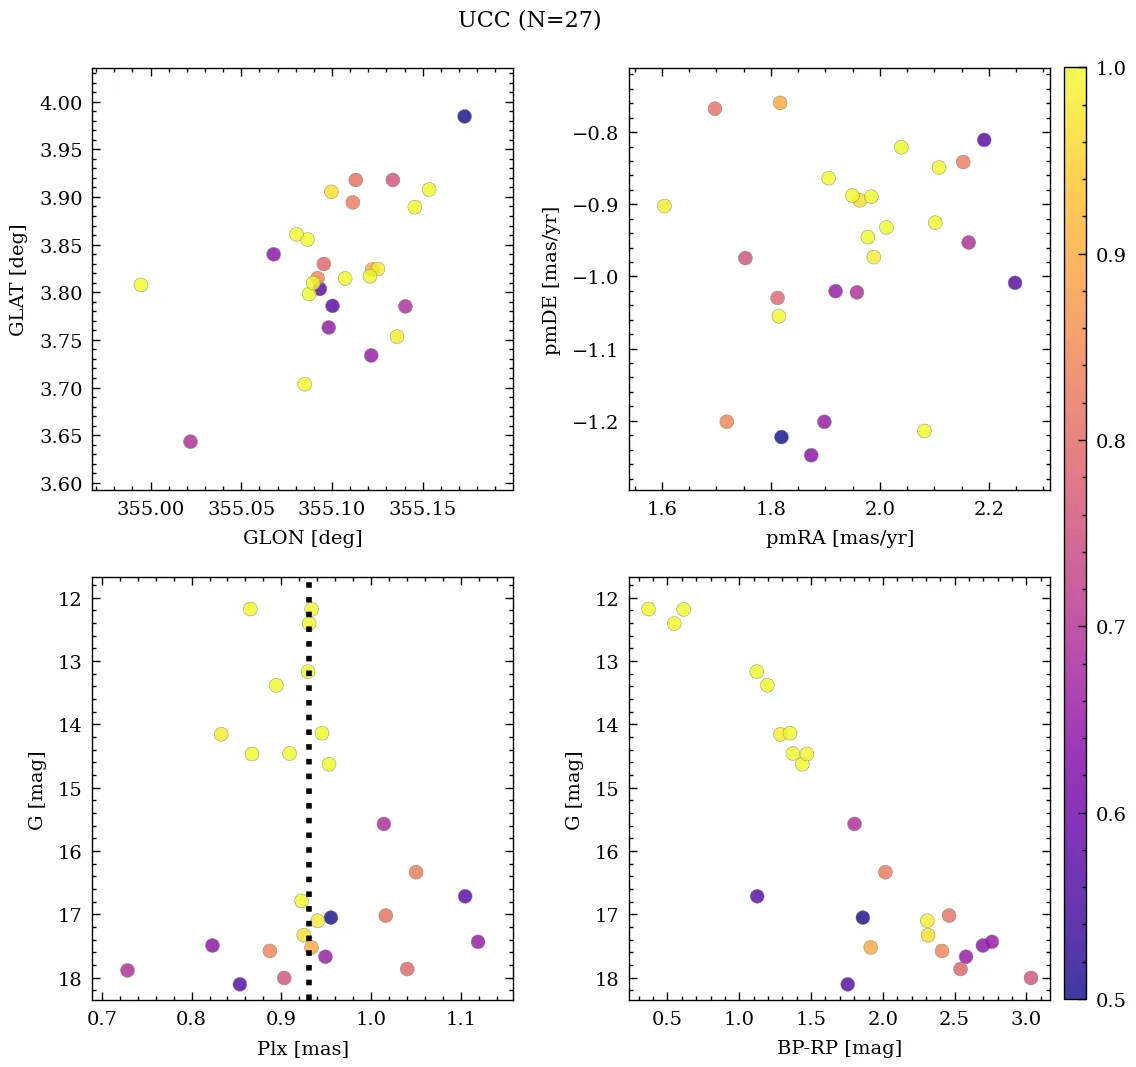 UCC (N=27)
4.00
3.95
3.90
3.85
3.80
3.75
3.70
3.65
3.60
GLAT [deg]
355.00 355.05 355.10 355.15
GLON [deg]
−0.8
−0.9
−1.0
−1.1
−1.2
pmDE [mas/yr]
1.6 1.8 2.0 2.2
pmRA [mas/yr]
1.0
0.9
0.8
0.7
0.6
0.5
12
13
14
15
16
17
18
G [mag]
0.7 0.8 0.9 1.0 1.1
Plx [mas]
12
13
14
15
16
17
18
G [mag]
0.5 1.0 1.5 2.0 2.5 3.0
BP-RP [mag]